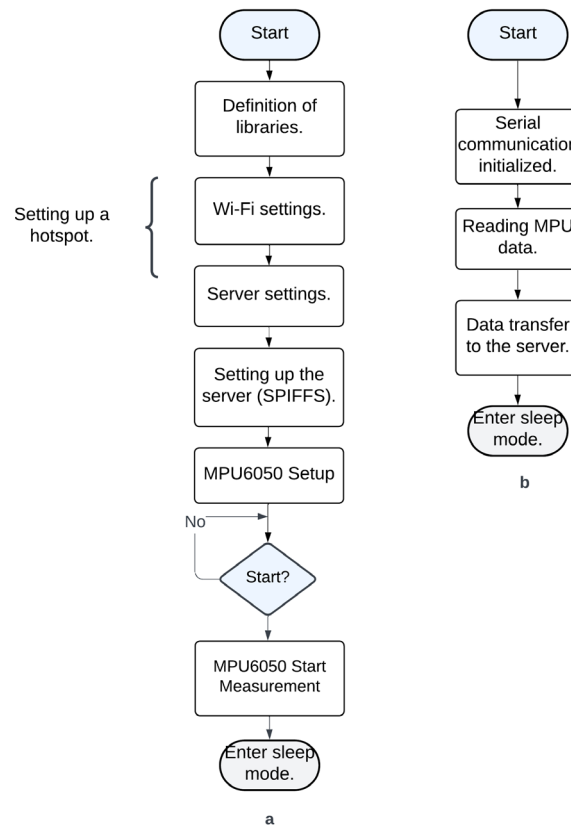 Start
Definition of
libraries.
Setting up a
hotspot.
Wi-Fi settings.
Server settings.
Setting up the
server (SPIFFS).
MPU6050 Setup
No
Start?
MPU6050 Start
Measurement
Enter sleep
mode.
a
Start
Serial
communication
initialized.
Reading MPU
data.
Data transfer
to the server.
Enter sleep
mode.
b